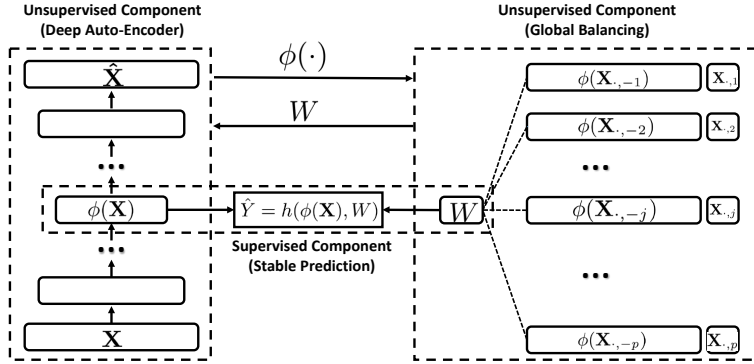 Unsupervised Component
(Deep Auto-Encoder)
Unsupervised Component
(Global Balancing)
X̂
ϕ(·)
W
ϕ(X·,−1) X·,1
ϕ(X·,−2) X·,2
...
...
ϕ(X)
Ŷ = h(ϕ(X), W)
W
ϕ(X·,−j) X·,j
Supervised Component
(Stable Prediction)
...
...
X
ϕ(X·,−p) X·,p